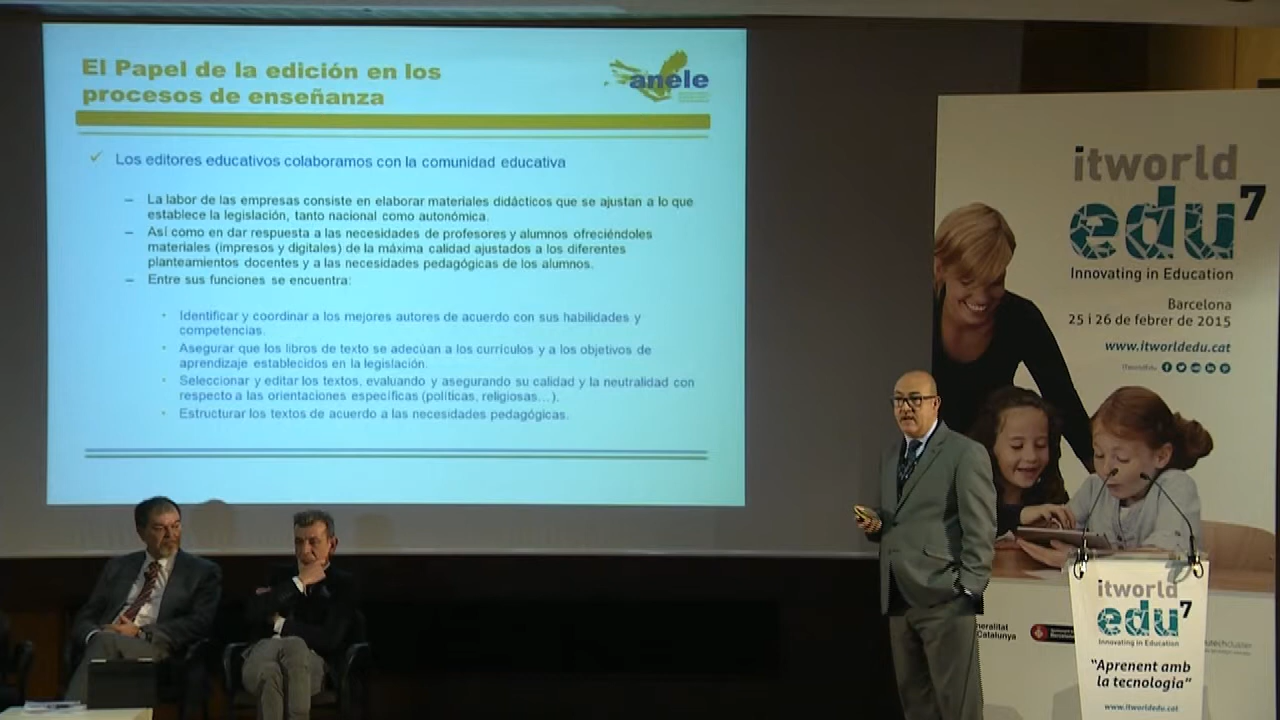 El Papel de la edición en los
procesos de enseñanza
anele
✓ Los editores educativos colaboramos con la comunidad educativa
– La labor de las empresas consiste en elaborar materiales didácticos que se ajustan a lo que
establece la legislación, tanto nacional como autonómica.
– Así como en dar respuesta a las necesidades de profesores y alumnos ofreciéndoles
materiales (impresos y digitales) de la máxima calidad ajustados a los diferentes
planteamientos docentes y a las necesidades pedagógicas de los alumnos.
– Entre sus funciones se encuentra:
• Identificar y coordinar a los mejores autores de acuerdo con sus habilidades y
competencias.
• Asegurar que los libros de texto se adecúan a los currículos y a los objetivos de
aprendizaje establecidos en la legislación.
• Seleccionar y editar los textos, evaluando y asegurando su calidad y la neutralidad con
respecto a las orientaciones específicas (políticas, religiosas…).
• Estructurar los textos de acuerdo a las necesidades pedagógicas.
itworld
edu7
Innovating in Education
Barcelona
25 i 26 de febrer de 2015
www.itworldedu.cat
neralitat
Catalunya
itworld
edu7
Innovating in Education
"Aprenent amb
la tecnologia"
www.itworldedu.cat